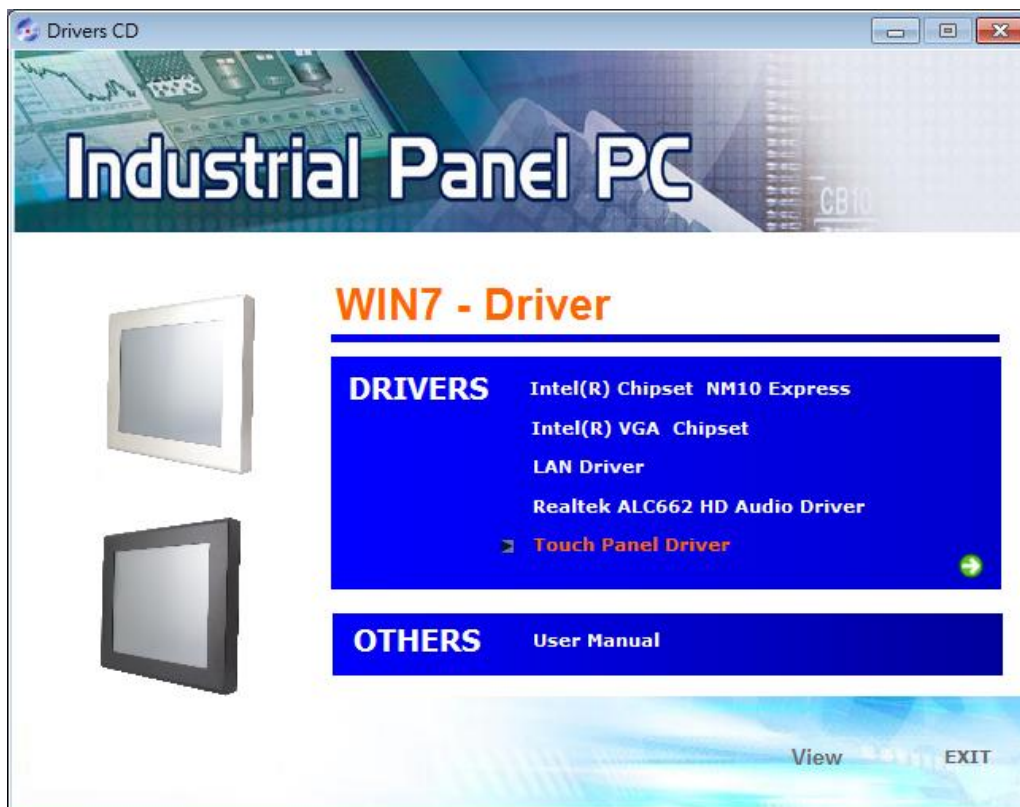 Drivers CD
Industrial Panel PC
CB10
WIN7 - Driver
DRIVERS
Intel(R) Chipset NM10 Express
Intel(R) VGA Chipset
LAN Driver
Realtek ALC662 HD Audio Driver
Touch Panel Driver
OTHERS
User Manual
View
EXIT